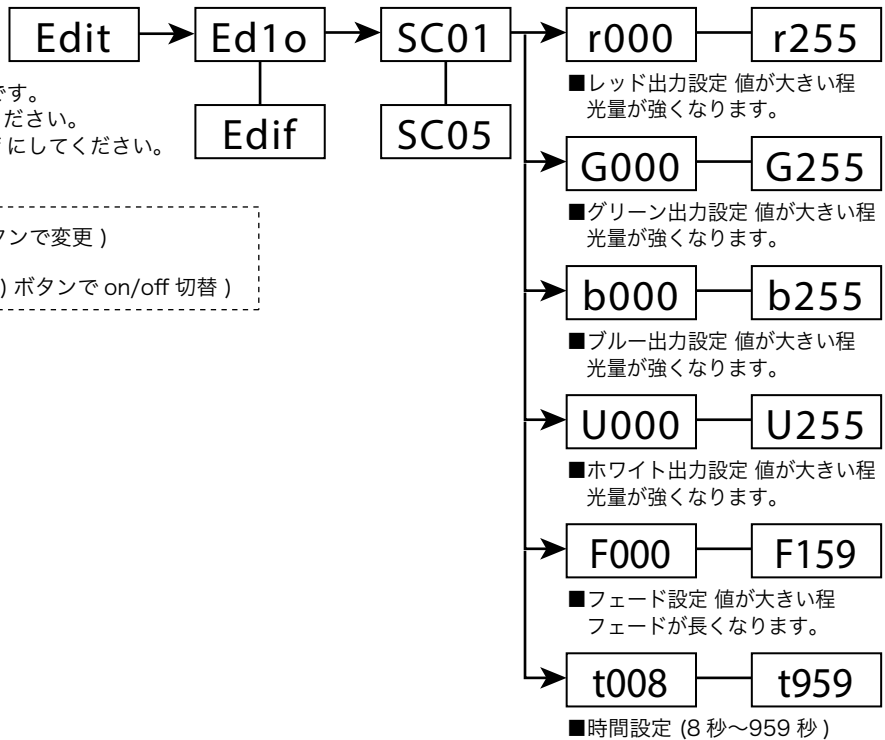 Edit
Ed1o
SC01
r000
r255
■レッド出力設定 値が大きい程
光量が強くなります。
です。
ださい。
にしてください。
Edif
SC05
G000
G255
■グリーン出力設定 値が大きい程
光量が強くなります。
タンで変更 )
) ボタンで on/off 切替 )
b000
b255
■ブルー出力設定 値が大きい程
光量が強くなります。
U000
U255
■ホワイト出力設定 値が大きい程
光量が強くなります。
F000
F159
■フェード設定 値が大きい程
フェードが長くなります。
t008
t959
■時間設定 (8 秒〜959 秒 )